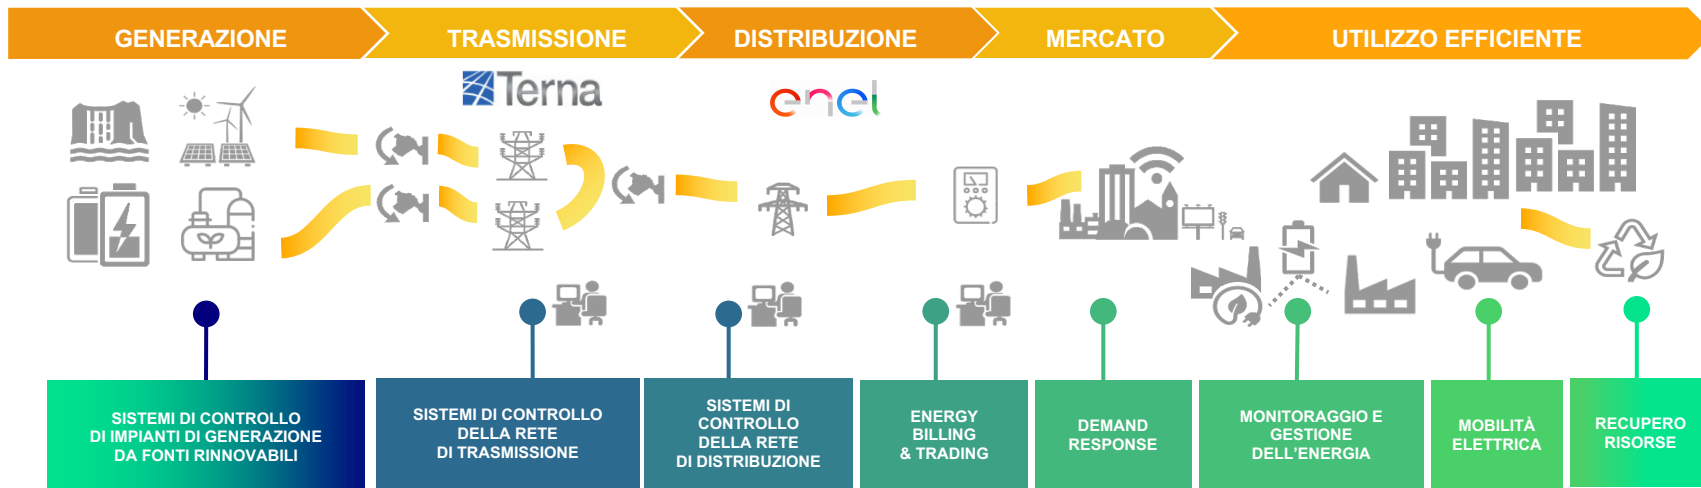 GENERAZIONE
TRASMISSIONE
DISTRIBUZIONE
MERCATO
UTILIZZO EFFICIENTE
Terna
enel
SISTEMI DI CONTROLLO
DI IMPIANTI DI GENERAZIONE
DA FONTI RINNOVABILI
SISTEMI DI CONTROLLO
DELLA RETE
DI TRASMISSIONE
SISTEMI DI
CONTROLLO
DELLA RETE
DI DISTRIBUZIONE
ENERGY
BILLING
& TRADING
DEMAND
RESPONSE
MONITORAGGIO E
GESTIONE
DELL'ENERGIA
MOBILITÀ
ELETTRICA
RECUPERO
RISORSE